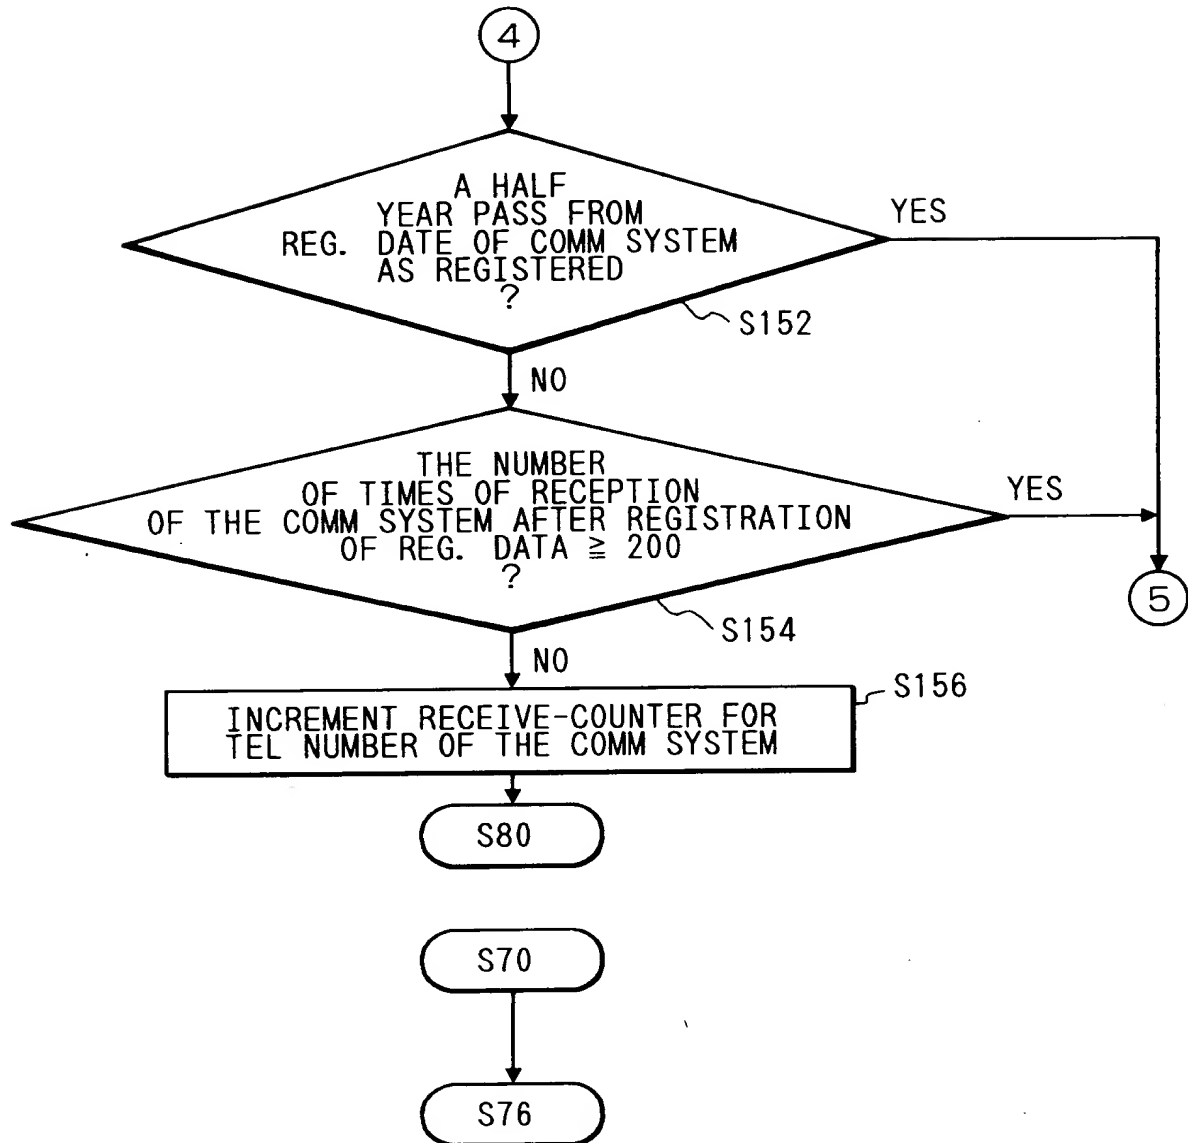 4
A HALF
YEAR PASS FROM
REG. DATE OF COMM SYSTEM
AS REGISTERED
?
YES
S152
NO
THE NUMBER
OF TIMES OF RECEPTION
OF THE COMM SYSTEM AFTER REGISTRATION
OF REG. DATA ≧ 200
?
YES
5
S154
NO
S156
INCREMENT RECEIVE-COUNTER FOR
TEL NUMBER OF THE COMM SYSTEM
S80
S70
S76